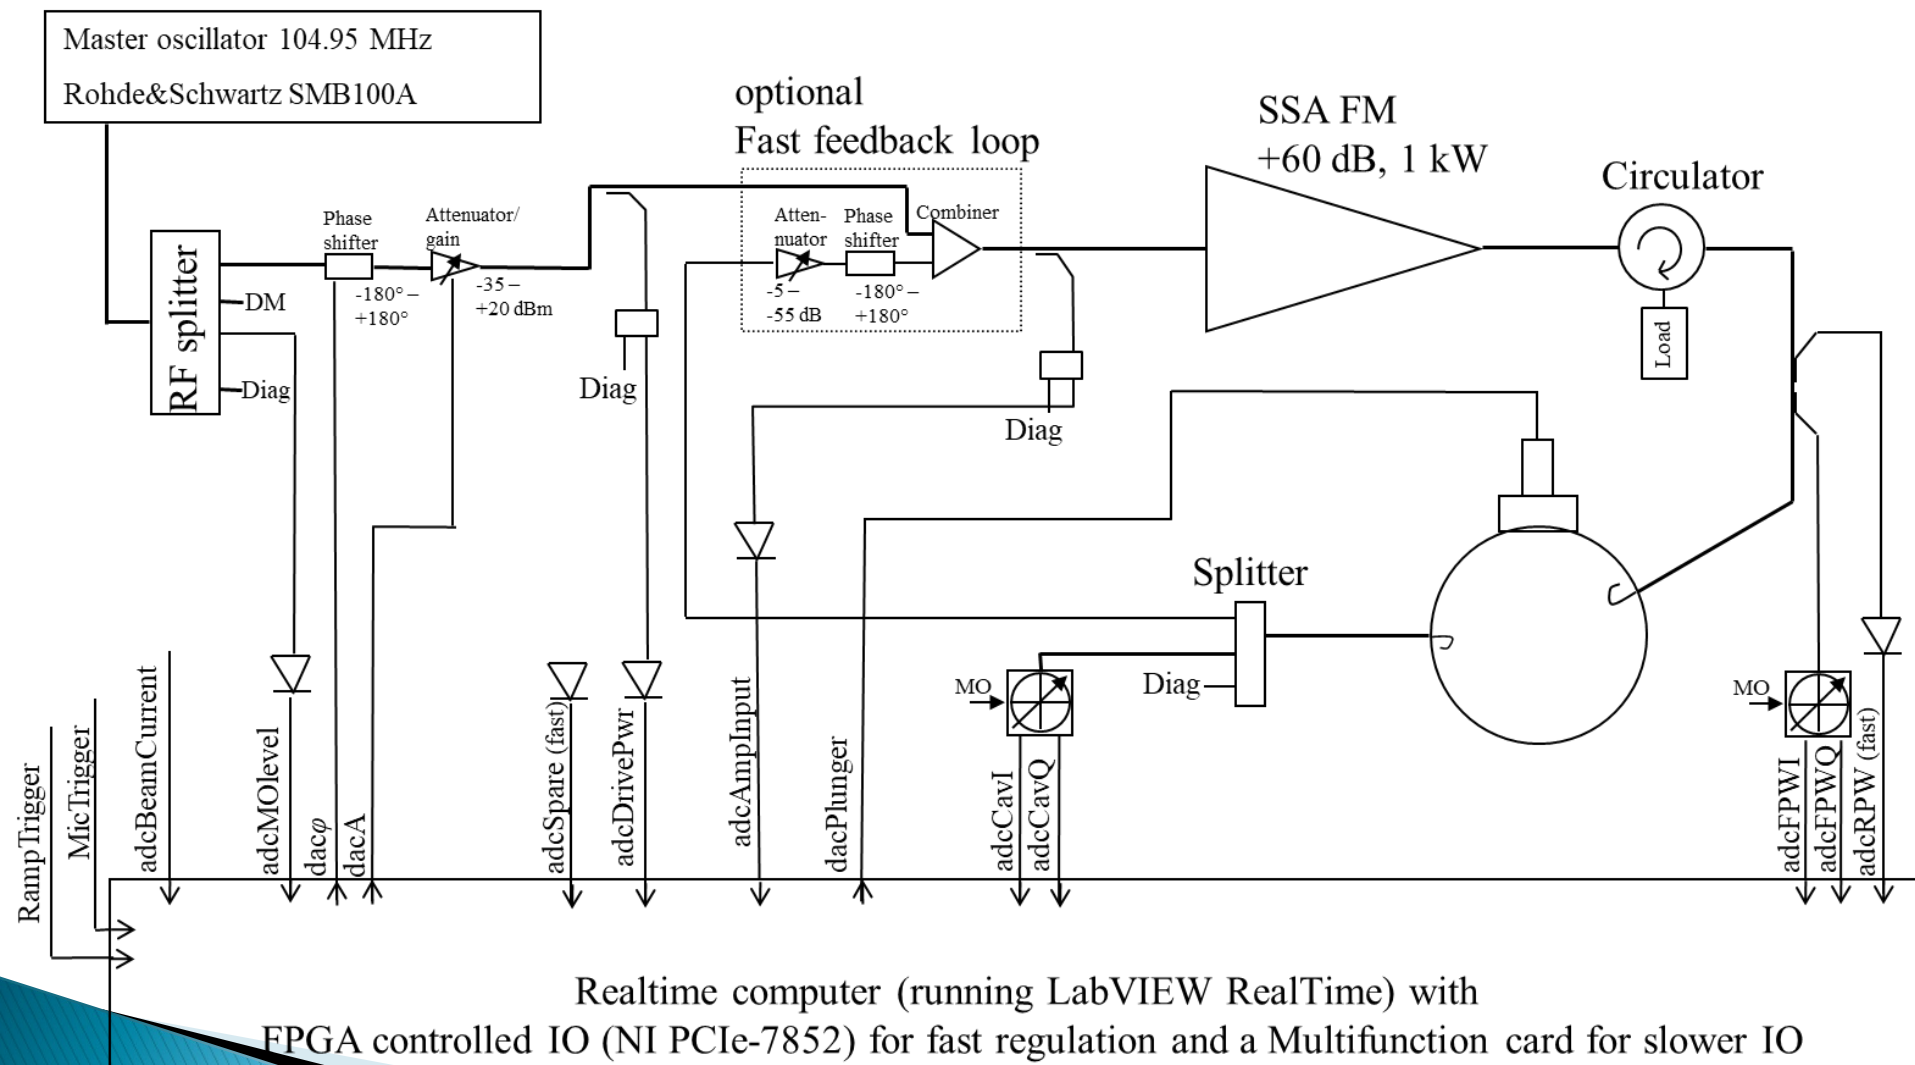 Master oscillator 104.95 MHz
Rohde&Schwartz SMB100A
optional
Fast feedback loop
SSA FM
+60 dB, 1 kW
Circulator
Load
RF splitter
DM
Diag
Phase
shifter
-180° –
+180°
Attenuator/
gain
-35 –
+20 dBm
Diag
Atten-
nuator
-5 –
-55 dB
Phase
shifter
-180° –
+180°
Combiner
Diag
Splitter
Diag
MO
MO
RampTrigger
MicTrigger
adcBeamCurrent
adcMOlevel
dacφ
dacA
adcSpare (fast)
adcDrivePwr
adcAmpInput
dacPlunger
adcCavI
adcCavQ
adcFPWI
adcFPWQ
adcRPW (fast)
Realtime computer (running LabVIEW RealTime) with
FPGA controlled IO (NI PCIe-7852) for fast regulation and a Multifunction card for slower IO